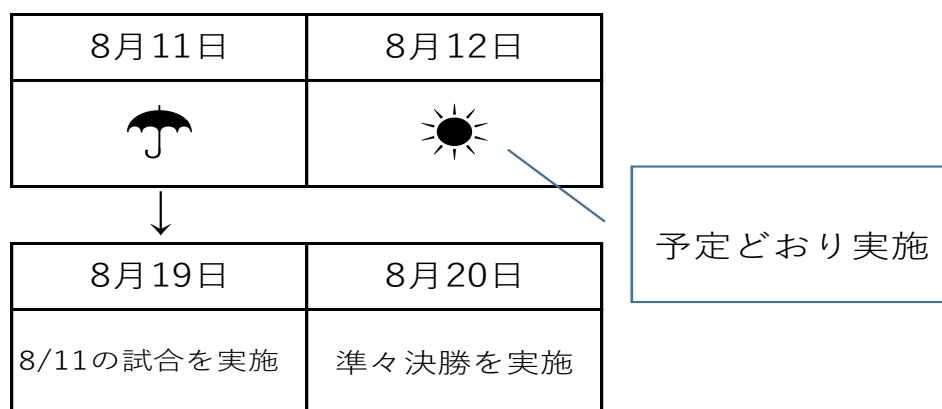 8月11日
8月12日
予定どおり実施
8月19日
8月20日
8/11の試合を実施
準々決勝を実施